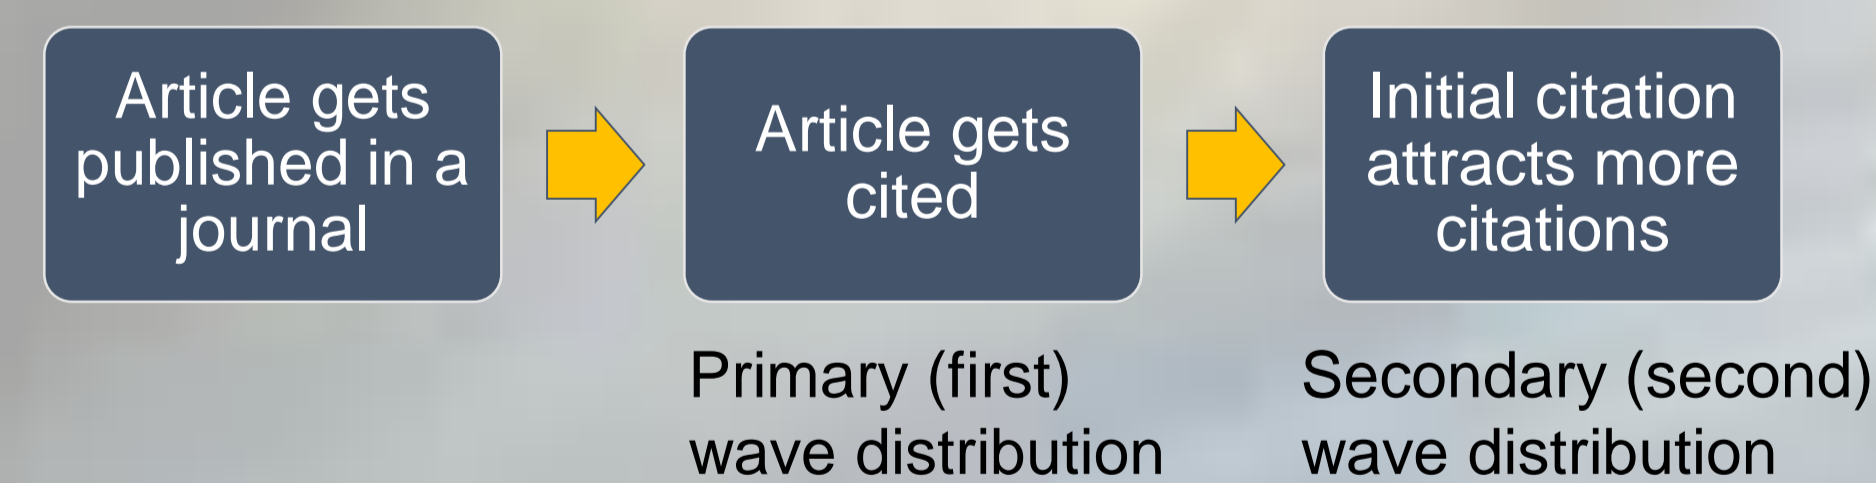 Article gets
published in a
journal
Article gets
cited
Initial citation
attracts more
citations
Primary (first)
wave distribution
Secondary (second)
wave distribution